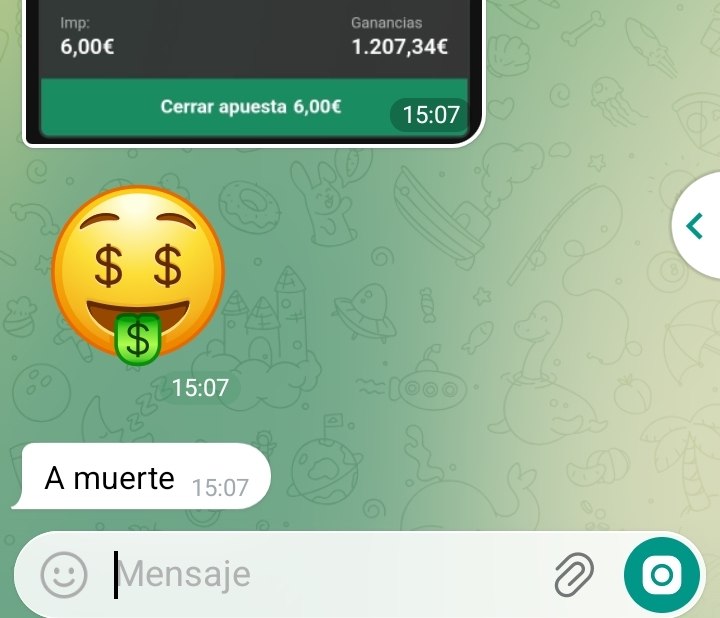 Imp:
Ganancias
6,00€
1.207,34€
Cerrar apuesta 6,00€
15:07
$ $
$
15:07
A muerte 15:07
Mensaje